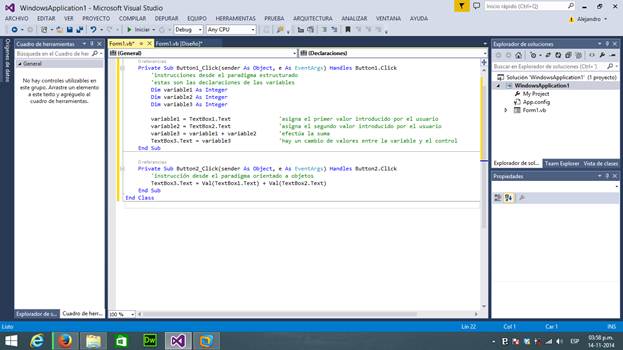 WindowsApplication1 - Microsoft Visual Studio
Inicio rápido (Ctrl+Ñ)
ARCHIVO EDITAR VER PROYECTO COMPILAR DEPURAR EQUIPO HERRAMIENTAS PRUEBA ARQUITECTURA ANALIZAR VENTANA AYUDA
Alejandro
Iniciar Debug Any CPU
Orígenes de datos
Cuadro de herramientas
Buscar en el Cuadro de herram
General
No hay controles utilizables en
este grupo. Arrastre un elemento
a este texto y agréguelo al
cuadro de herramientas.
Explorador de s... Cuadro de herr...
Form1.vb* Form1.vb [Diseño]*
(General) (Declaraciones)
0 referencias
Private Sub Button1_Click(sender As Object, e As EventArgs) Handles Button1.Click
'instrucciones desde el paradigma estructurado
'estas son las declaraciones de las variables
Dim variable1 As Integer
Dim variable2 As Integer
Dim variable3 As Integer
variable1 = TextBox1.Text 'asigna el primer valor introducido por el usuario
variable2 = TextBox2.Text 'asigna el segundo valor introducido por el usuario
variable3 = variable1 + variable2 'efectúa la suma
TextBox3.Text = variable3 'hay un cambio de valores entre la variable y el control
End Sub
0 referencias
Private Sub Button2_Click(sender As Object, e As EventArgs) Handles Button2.Click
'instrucción desde el paradigma orientado a objetos
TextBox3.Text = Val(TextBox1.Text) + Val(TextBox2.Text)
End Sub
End Class
100 %
Explorador de soluciones
Buscar en Explorador de soluciones (Ctrl+')
Solución 'WindowsApplication1' (1 proyecto)
WindowsApplication1
My Project
App.config
Form1.vb
Explorador de sol... Team Explorer Vista de clases
Propiedades
Listo Lín 22 Col 1 Car 1 INS
Dw
ESP
03:58 p.m.
14-11-2014